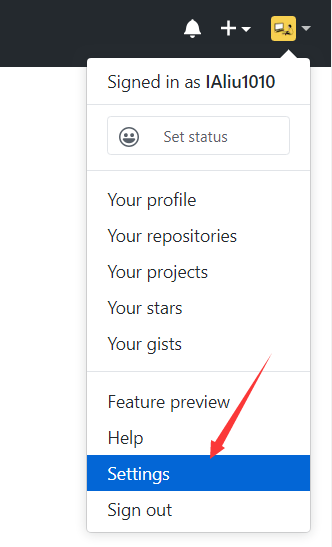 Signed in as IAliu1010
Set status
Your profile
Your repositories
Your projects
Your stars
Your gists
Feature preview
Help
Settings
Sign out